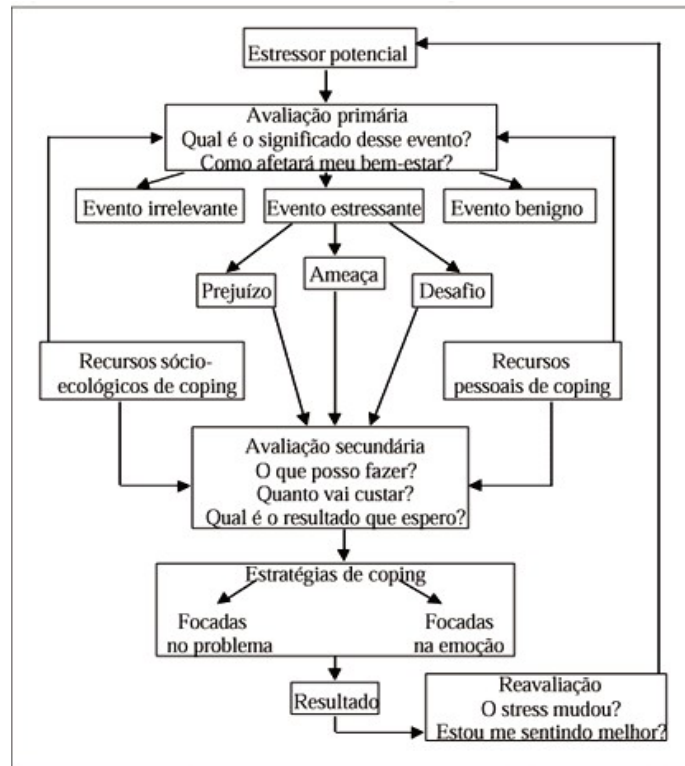 Estressor potencial
Avaliação primária
Qual é o significado desse evento?
Como afetará meu bem-estar?
Evento irrelevante
Evento estressante
Evento benigno
Prejuízo
Ameaça
Desafio
Recursos sócio-
ecológicos de coping
Recursos
pessoais de coping
Avaliação secundária
O que posso fazer?
Quanto vai custar?
Qual é o resultado que espero?
Estratégias de coping
Focadas
no problema
Focadas
na emoção
Resultado
Reavaliação
O stress mudou?
Estou me sentindo melhor?